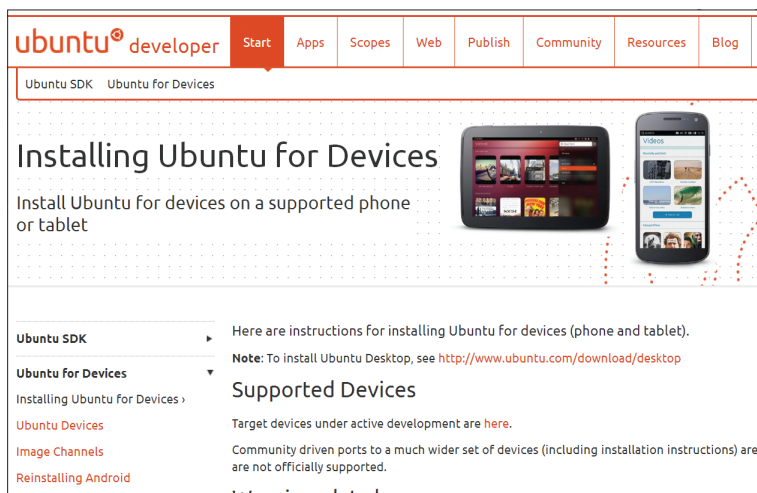 ubuntu developer
Start Apps Scopes Web Publish Community Resources Blog
Ubuntu SDK Ubuntu for Devices
Installing Ubuntu for Devices
Install Ubuntu for devices on a supported phone
or tablet
Videos
Ubuntu SDK
Ubuntu for Devices
Installing Ubuntu for Devices ›
Ubuntu Devices
Image Channels
Reinstalling Android
Here are instructions for installing Ubuntu for devices (phone and tablet).
Note: To install Ubuntu Desktop, see http://www.ubuntu.com/download/desktop
Supported Devices
Target devices under active development are here.
Community driven ports to a much wider set of devices (including installation instructions) are
are not officially supported.